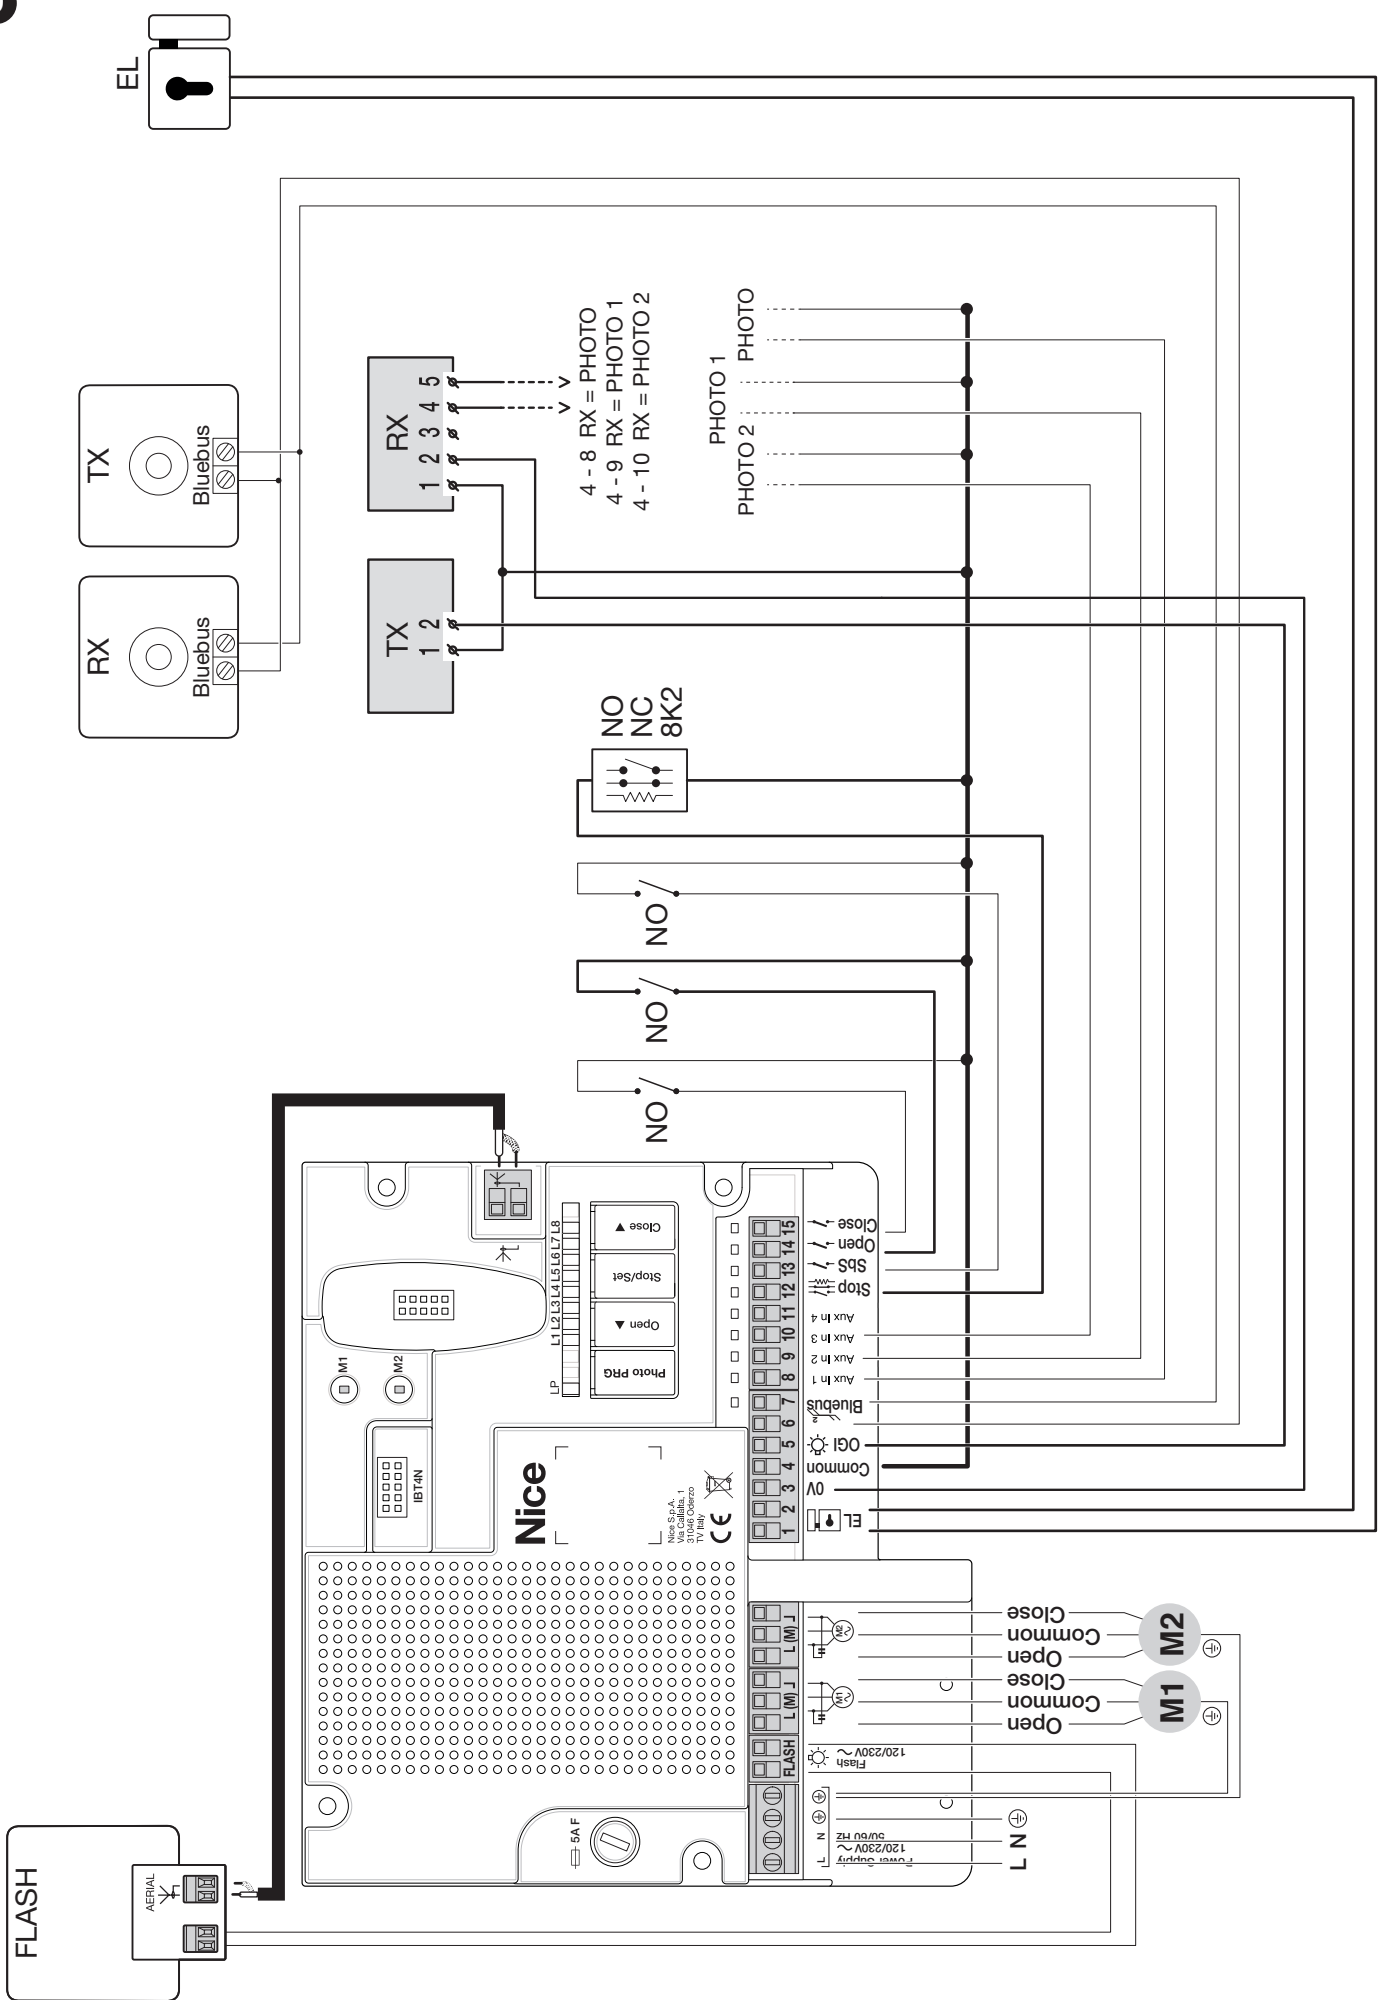 EL
TX
Bluebus
RX
Bluebus
RX
1 2 3 4 5
TX
1 2
4 - 8 RX = PHOTO
4 - 9 RX = PHOTO 1
4 - 10 RX = PHOTO 2
PHOTO
PHOTO 1
PHOTO 2
NO
NC
8K2
NO
NO
NO
M1
M2
IBT4N
LP
L1 L2 L3 L4 L5 L6 L7 L8
Photo PRG
Open ▲
Stop/Set
Close ▼
Nice
Nice S.p.A.
Via Callalta, 1
31046 Oderzo
TV Italy
CE
5A F
1 2 3 4 5 6 7 8 9 10 11 12 13 14 15
EL
0V
Common
OGI
2
Bluebus
Aux In 1
Aux In 2
Aux In 3
Aux In 4
Stop
SbS
Open
Close
FLASH
L (M)
L (M)
M1
M2
Flash
120/230V
L
N
Power Supply
120/230V
50/60 Hz
L N
Open
Common
Close
M1
Open
Common
Close
M2
FLASH
AERIAL